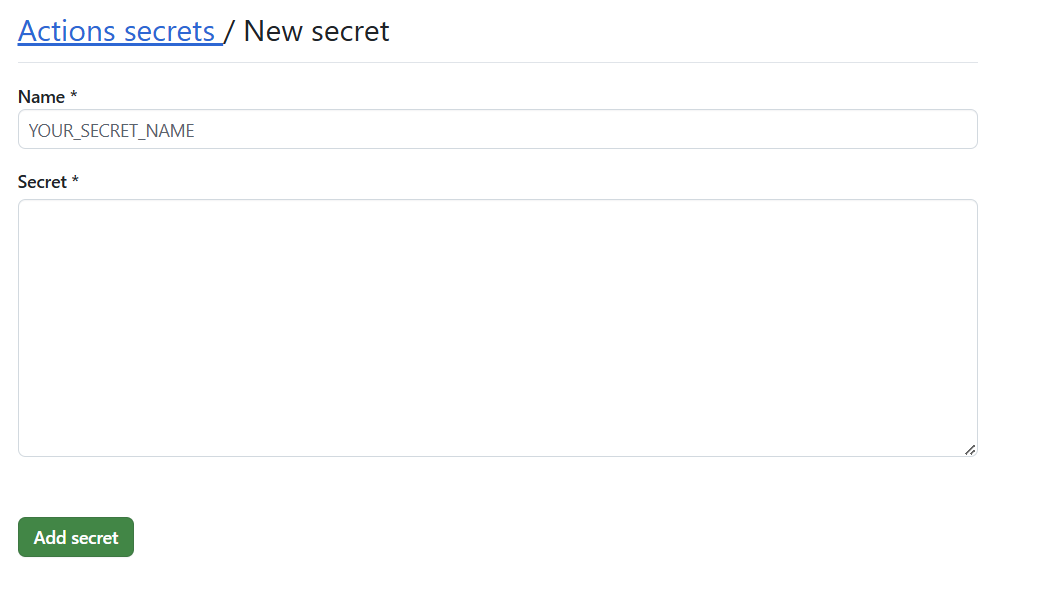 Actions secrets / New secret
Name *
YOUR_SECRET_NAME
Secret *
Add secret